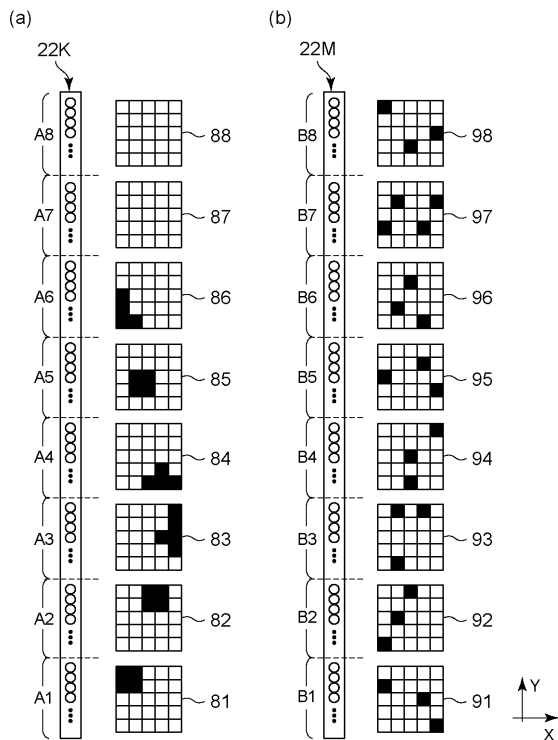 (a) (b)
22K 22M
A8 88 B8 98
A7 87 B7 97
A6 86 B6 96
A5 85 B5 95
A4 84 B4 94
A3 83 B3 93
A2 82 B2 92
A1 81 B1 91
Y
X